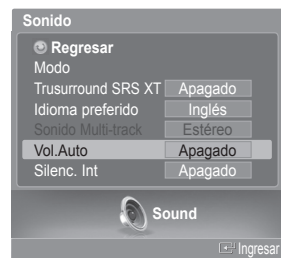 Sonido
Regresar
Modo
Trusurround SRS XT Apagado
Idioma preferido Inglés
Sonido Multi-track Estéreo
Vol.Auto Apagado
Silenc. Int Apagado
Sound
Ingresar